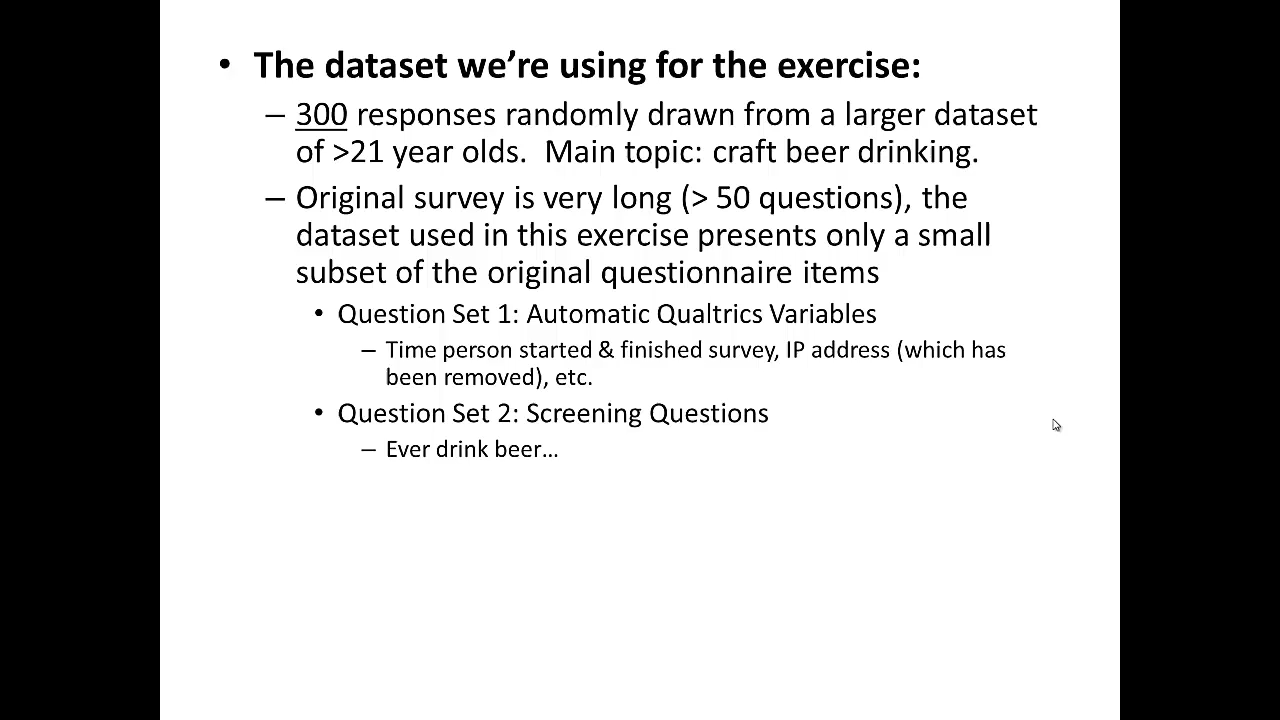 • The dataset we’re using for the exercise:
– 300 responses randomly drawn from a larger dataset
of >21 year olds.  Main topic: craft beer drinking.
– Original survey is very long (> 50 questions), the
dataset used in this exercise presents only a small
subset of the original questionnaire items
• Question Set 1: Automatic Qualtrics Variables
– Time person started & finished survey, IP address (which has
been removed), etc.
• Question Set 2: Screening Questions
– Ever drink beer…